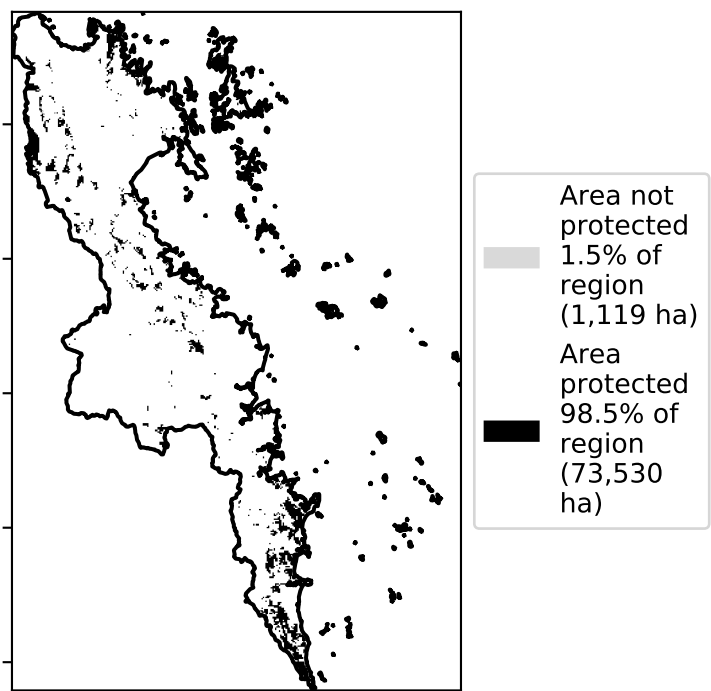 Area not
protected
1.5% of
region
(1,119 ha)
Area
protected
98.5% of
region
(73,530
ha)